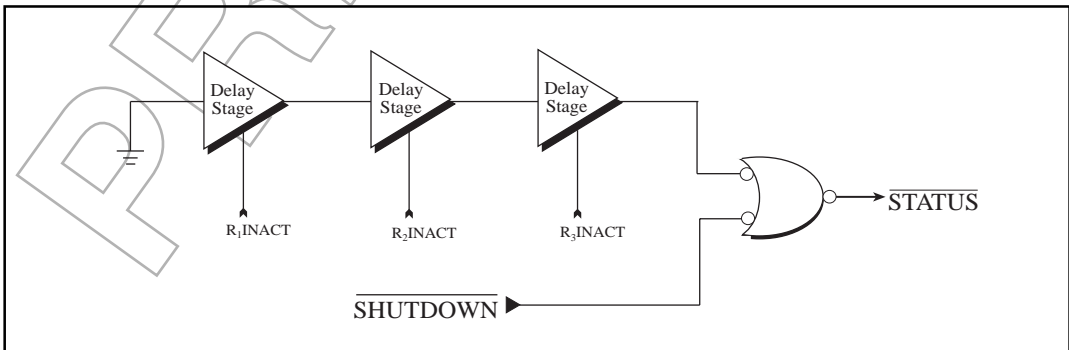 Delay
Stage
Delay
Stage
Delay
Stage
R₁INACT
R₂INACT
R₃INACT
STATUS
SHUTDOWN